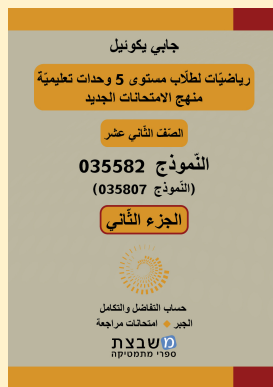 جابي يكوئيل
رياضيّات لطلّاب مستوى 5 وحدات تعليميّة
منهج الامتحانات الجديد
الصّفّ الثّاني عشر
النّموذج 035582
(النّموذج 035807)
الجزء الثّاني
حساب التفاضل والتكامل
الجبر ◆ امتحانات مراجعة
משבצת
ספרי מתמטיקה